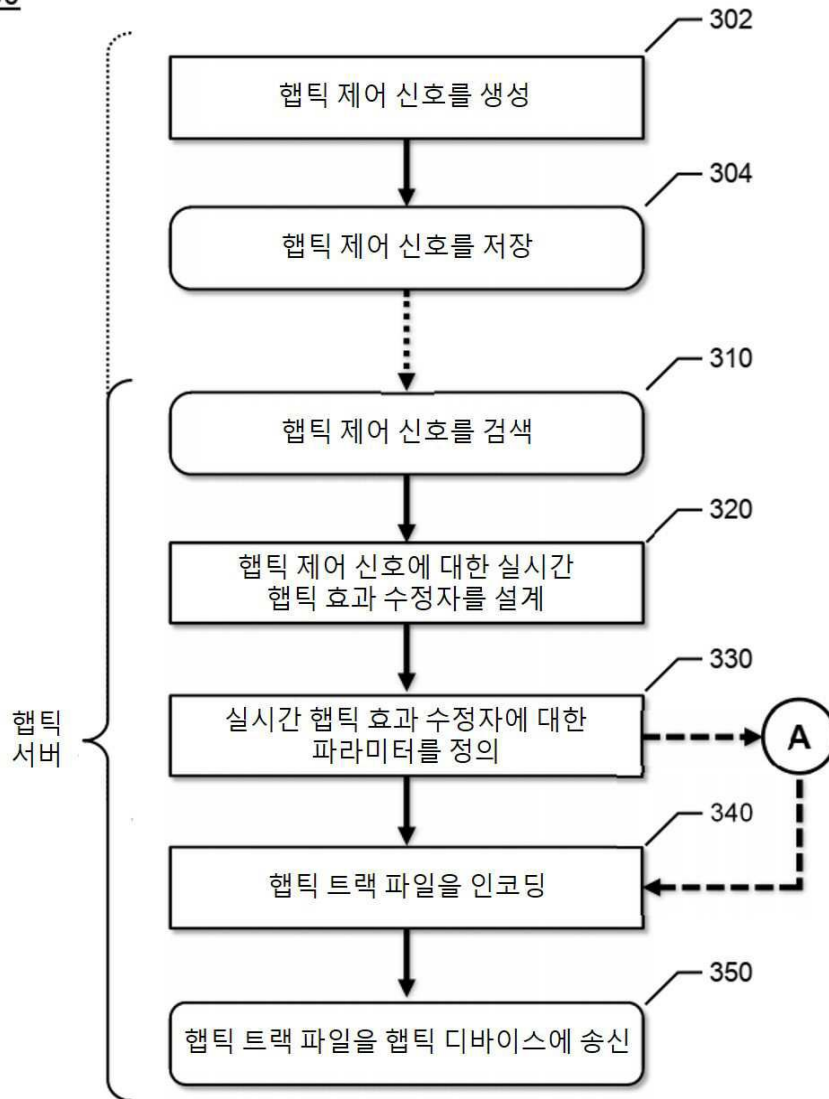 302
햅틱 제어 신호를 생성
304
햅틱 제어 신호를 저장
310
햅틱 제어 신호를 검색
320
햅틱 제어 신호에 대한 실시간
햅틱 효과 수정자를 설계
330
실시간 햅틱 효과 수정자에 대한
파라미터를 정의
A
햅틱
서버
340
햅틱 트랙 파일을 인코딩
350
햅틱 트랙 파일을 햅틱 디바이스에 송신